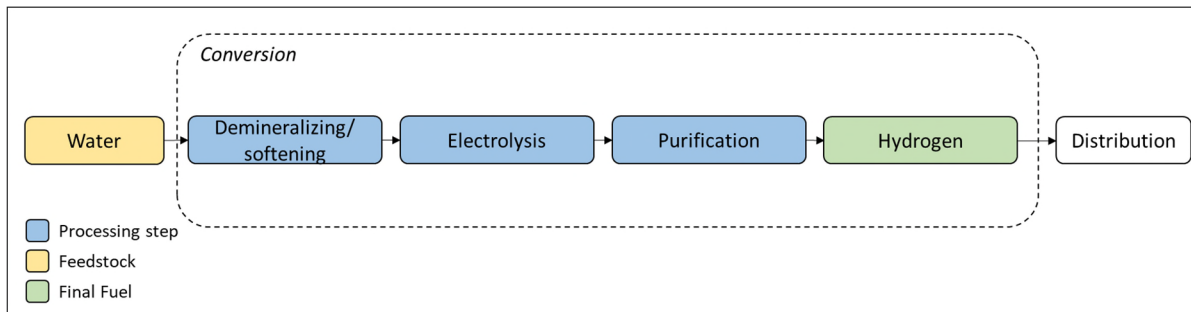 Conversion
Water
Demineralizing/
softening
Electrolysis
Purification
Hydrogen
Distribution
Processing step
Feedstock
Final Fuel